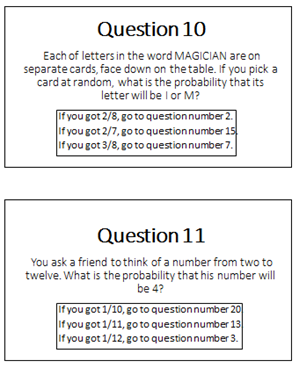 Question 10
Each of letters in the word MAGICIAN are on
separate cards, face down on the table. If you pick a
card at random, what is the probability that its
letter will be I or M?
If you got 2/8, go to question number 2.
If you got 2/7, go to question number 15.
If you got 3/8, go to question number 7.
Question 11
You ask a friend to think of a number from two to
twelve. What is the probability that his number will
be 4?
If you got 1/10, go to question number 20
If you got 1/11, go to question number 13
If you got 1/12, go to question number 3.